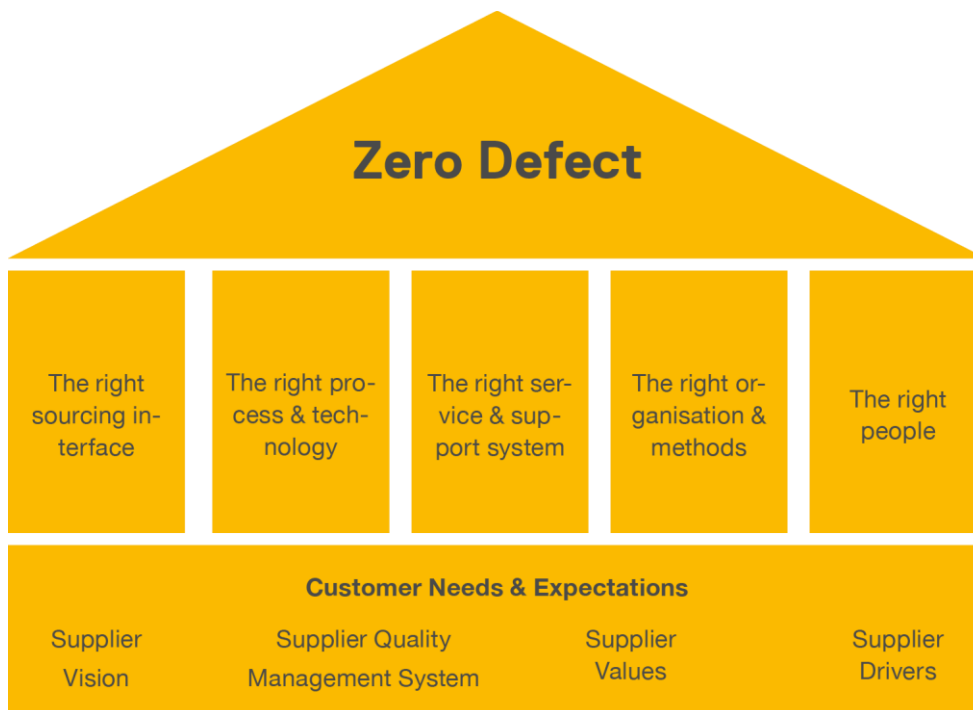 Zero Defect
The right
sourcing in-
terface
The right pro-
cess & tech-
nology
The right ser-
vice & sup-
port system
The right or-
ganisation &
methods
The right
people
Customer Needs & Expectations
Supplier
Vision
Supplier Quality
Management System
Supplier
Values
Supplier
Drivers